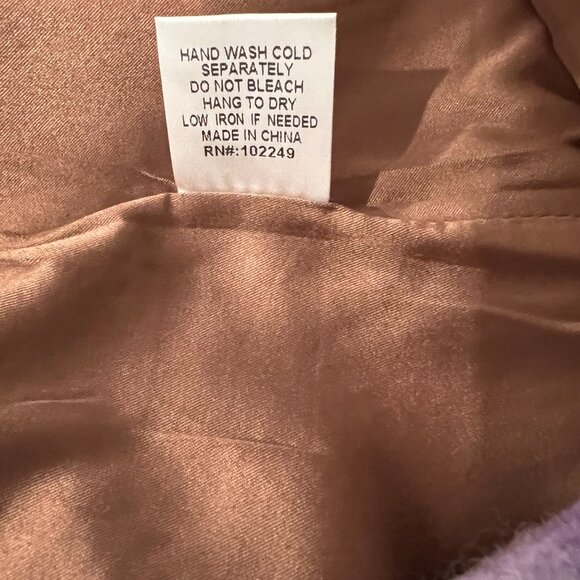 HAND WASH COLD
SEPARATELY
DO NOT BLEACH
HANG TO DRY
LOW IRON IF NEEDED
MADE IN CHINA
RN#:102249